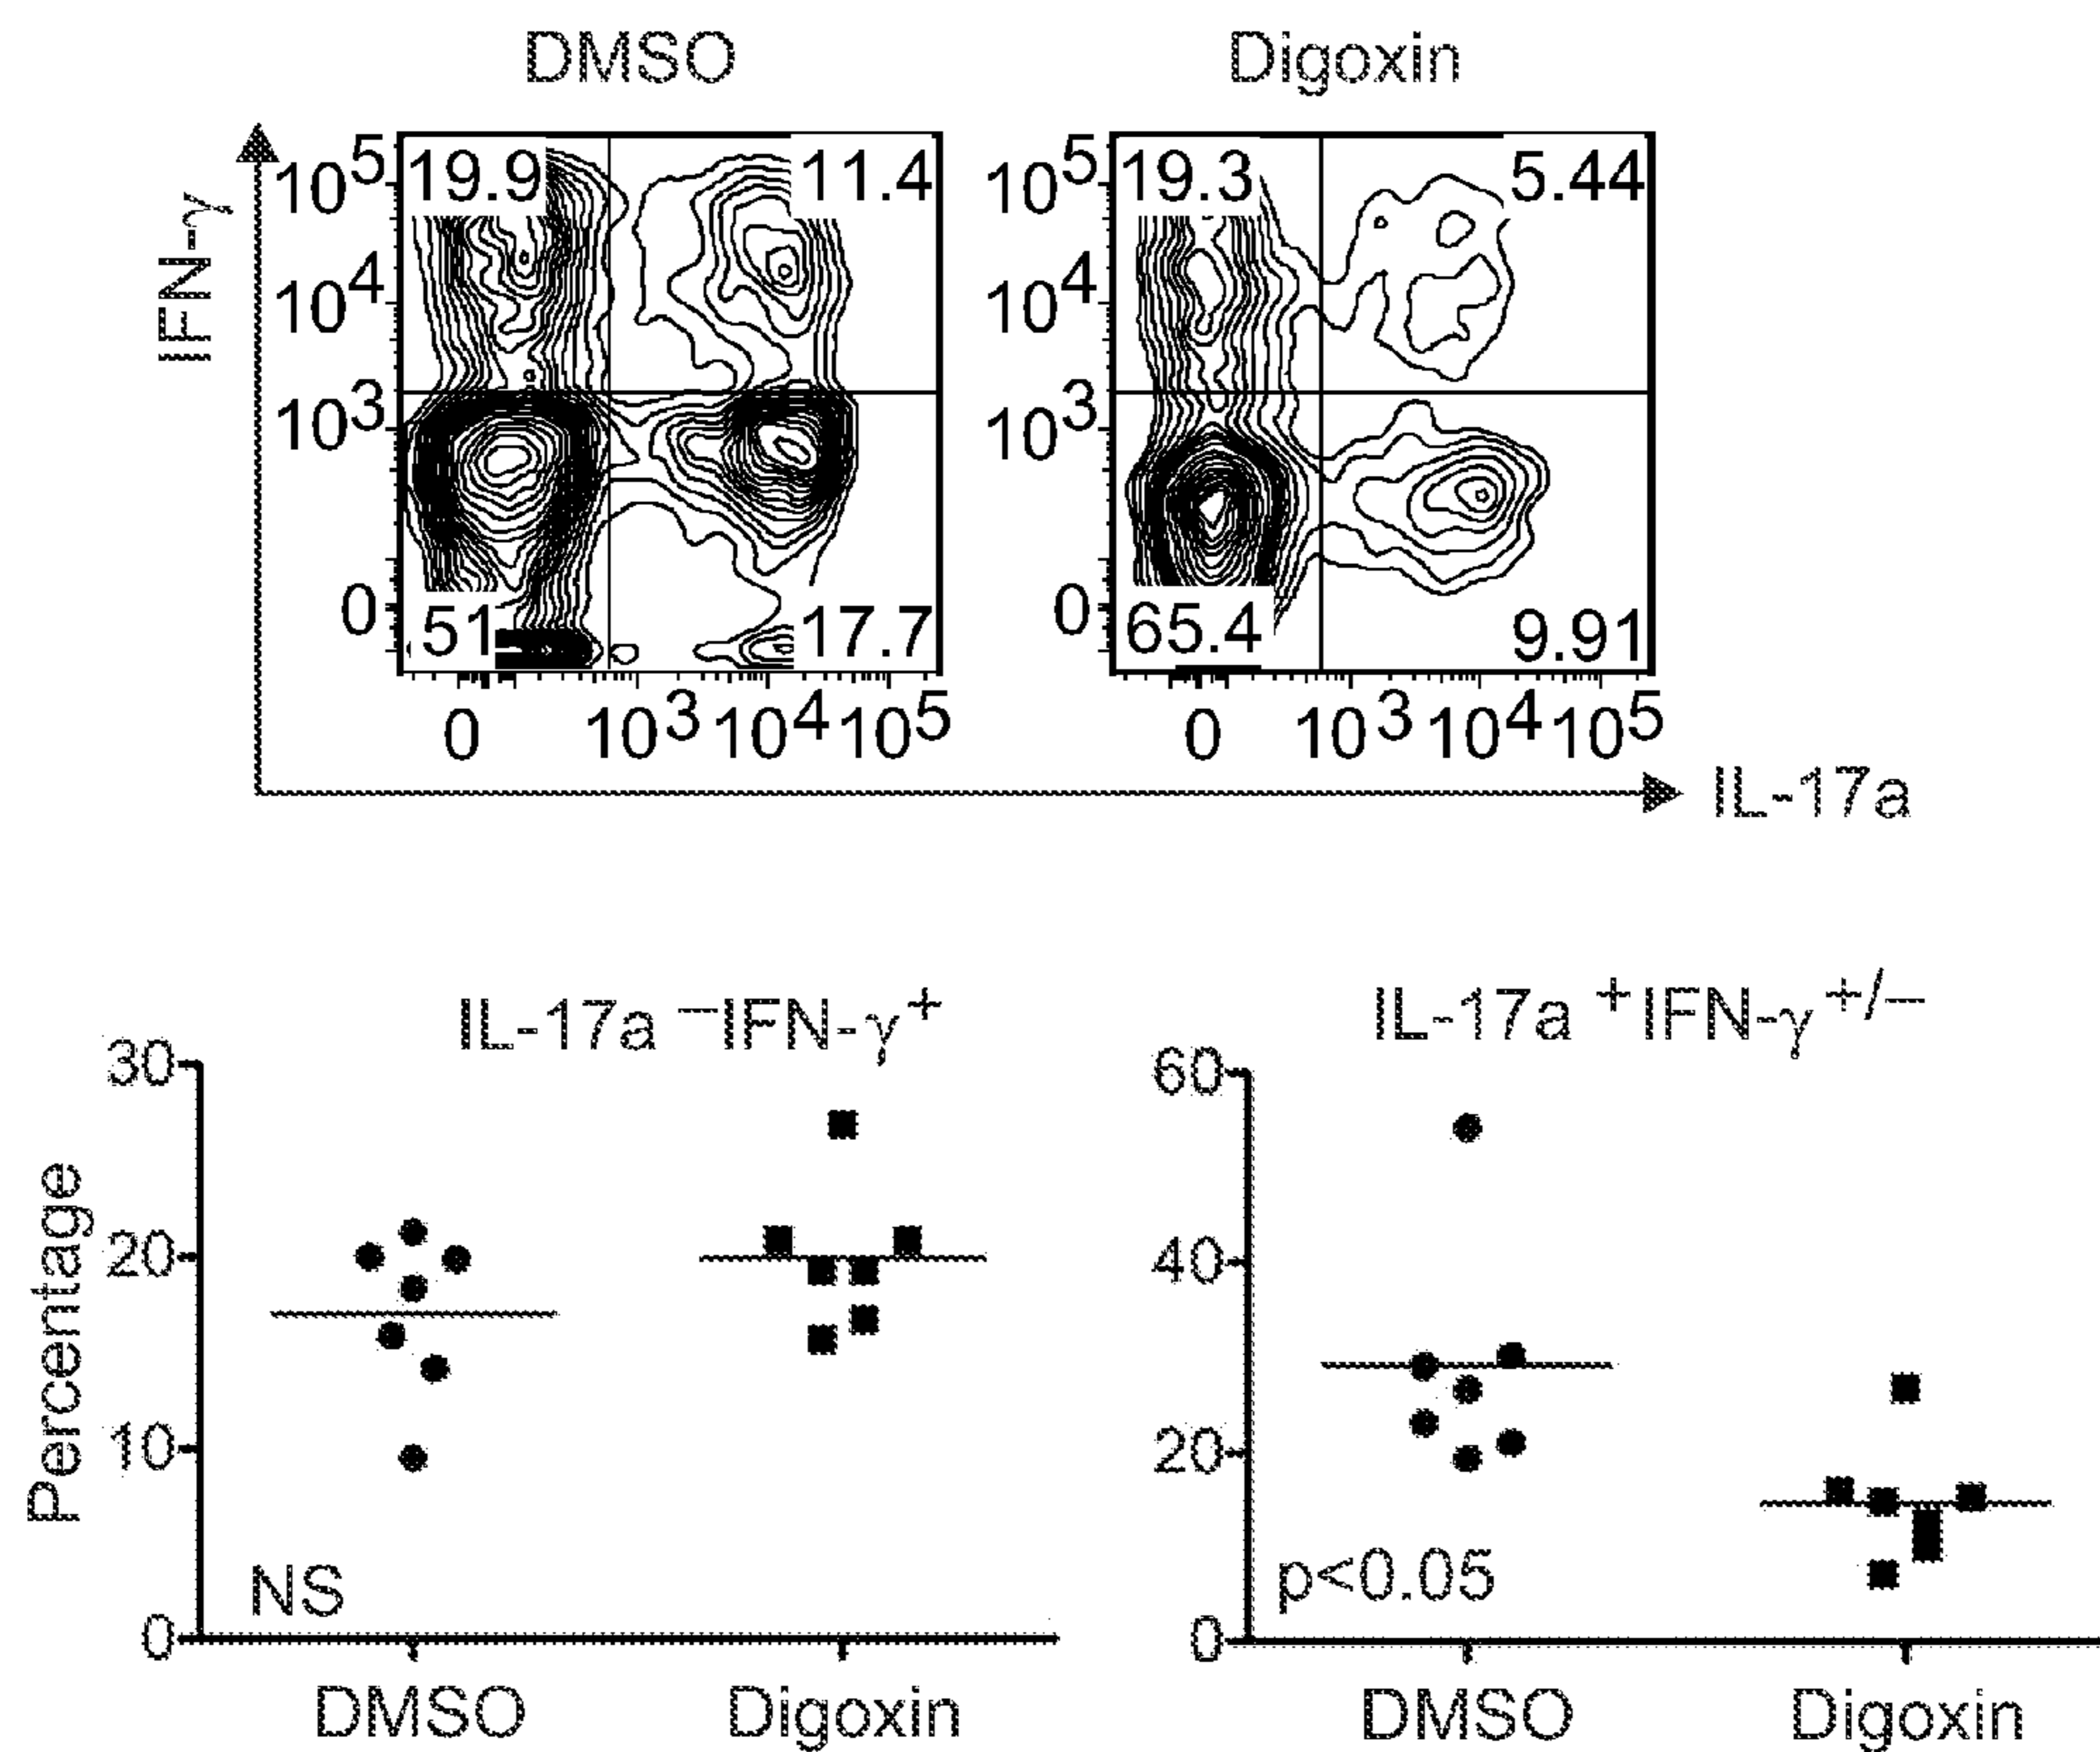 DMSO Digoxin
IFN-γ
10^5 19.9 11.4 10^5 19.3 5.44
10^4 10^4
10^3 10^3
0 51 17.7 0 65.4 9.91
0 10^3 10^4 10^5 0 10^3 10^4 10^5
IL-17a
IL-17a ⁻IFN-γ⁺ IL-17a ⁺IFN-γ⁺/⁻
Percentage
30 60
20 40
10 20
NS p<0.05
0 0
DMSO Digoxin DMSO Digoxin